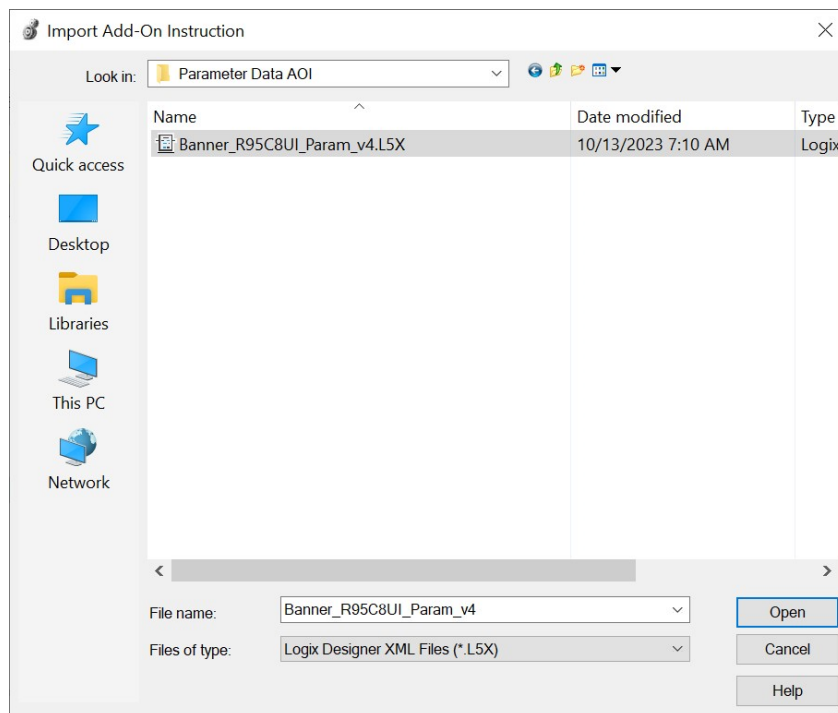 Import Add-On Instruction
Look in: Parameter Data AOI
Name Date modified Type
Banner_R95C8UI_Param_v4.L5X 10/13/2023 7:10 AM Logix
Quick access
Desktop
Libraries
This PC
Network
File name: Banner_R95C8UI_Param_v4 Open
Files of type: Logix Designer XML Files (*.L5X) Cancel
Help